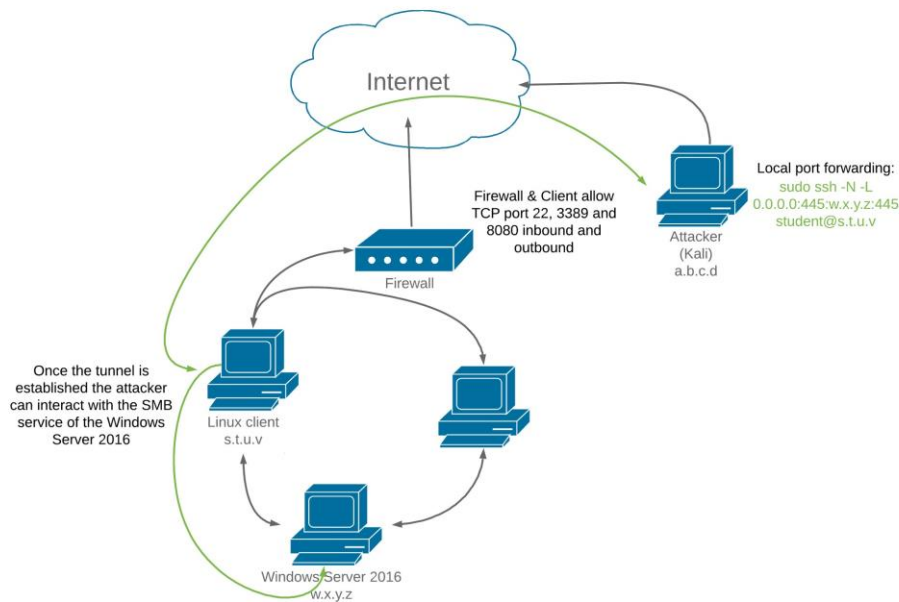 Internet
Local port forwarding:
sudo ssh -N -L
0.0.0.0:445:w.x.y.z:445
student@s.t.u.v
Firewall & Client allow
TCP port 22, 3389 and
8080 inbound and
outbound
Attacker
(Kali)
a.b.c.d
Firewall
Once the tunnel is
established the attacker
can interact with the SMB
service of the Windows
Server 2016
Linux client
s.t.u.v
Windows Server 2016
w.x.y.z